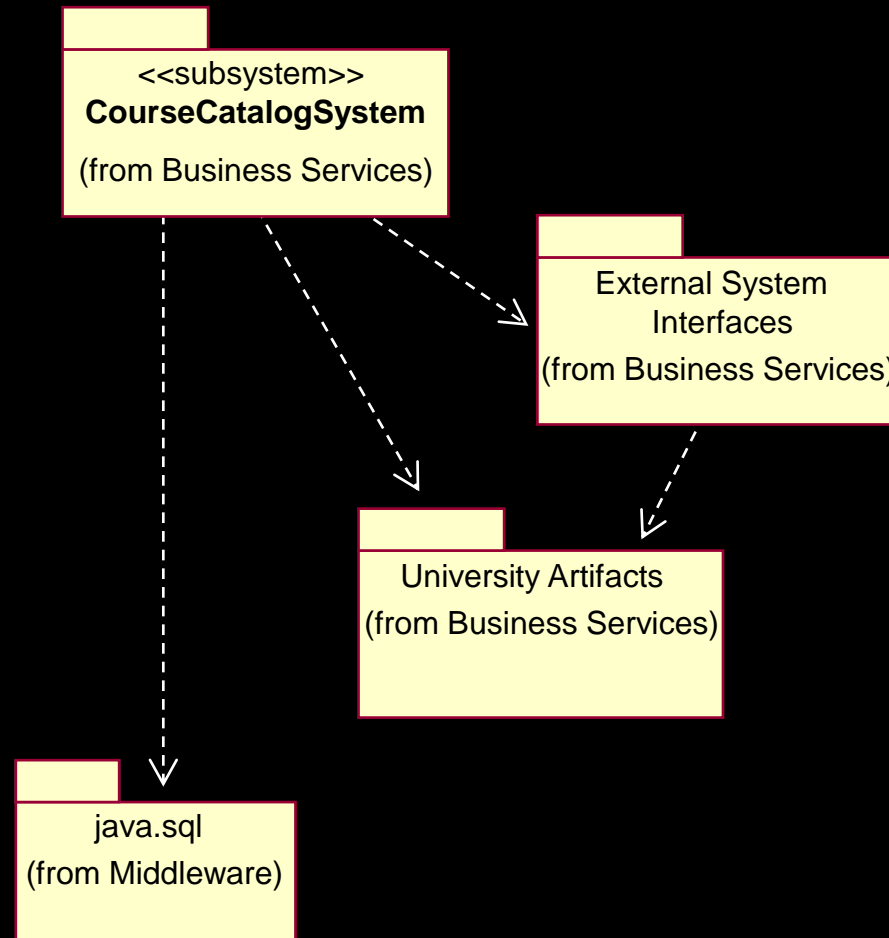 <<subsystem>>
CourseCatalogSystem
(from Business Services)
External System
Interfaces
(from Business Services)
University Artifacts
(from Business Services)
java.sql
(from Middleware)